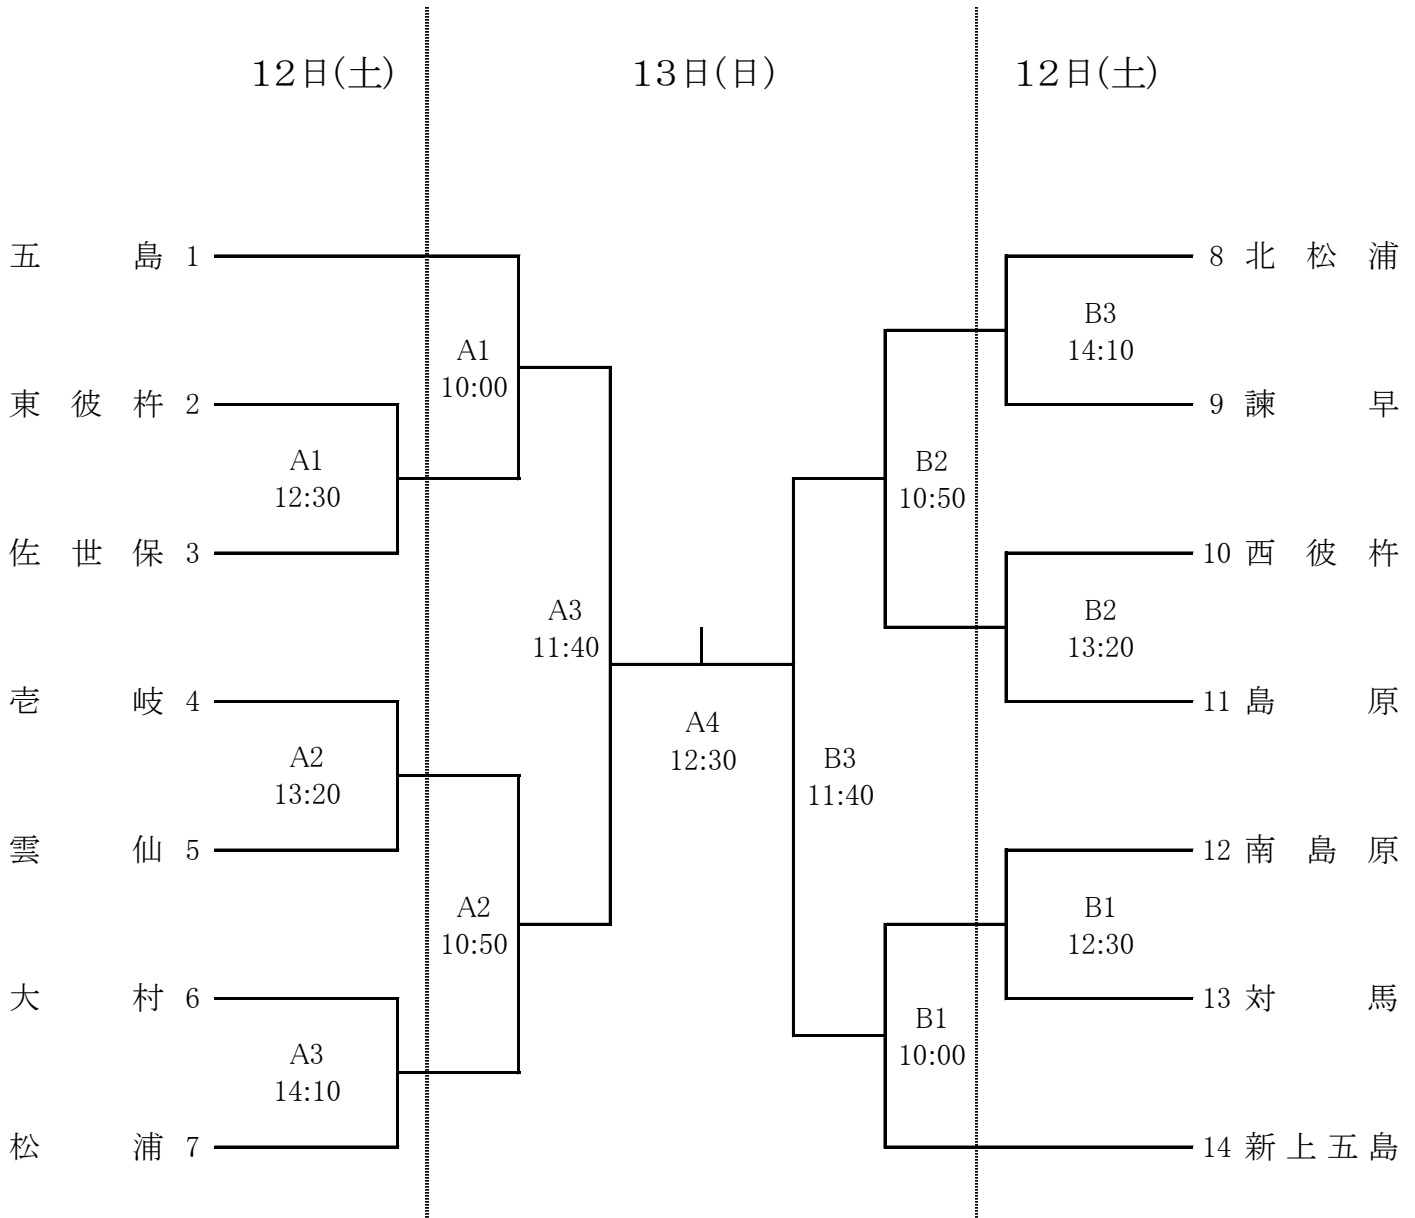 12日(土)
13日(日)
12日(土)
五島 1
東彼杵 2
佐世保 3
壱岐 4
雲仙 5
大村 6
松浦 7
A1
12:30
A2
13:20
A3
14:10
A1
10:00
A2
10:50
A3
11:40
A4
12:30
B3
11:40
B2
10:50
B1
10:00
B3
14:10
B2
13:20
B1
12:30
8 北松浦
9 諫早
10 西彼杵
11 島原
12 南島原
13 対馬
14 新上五島